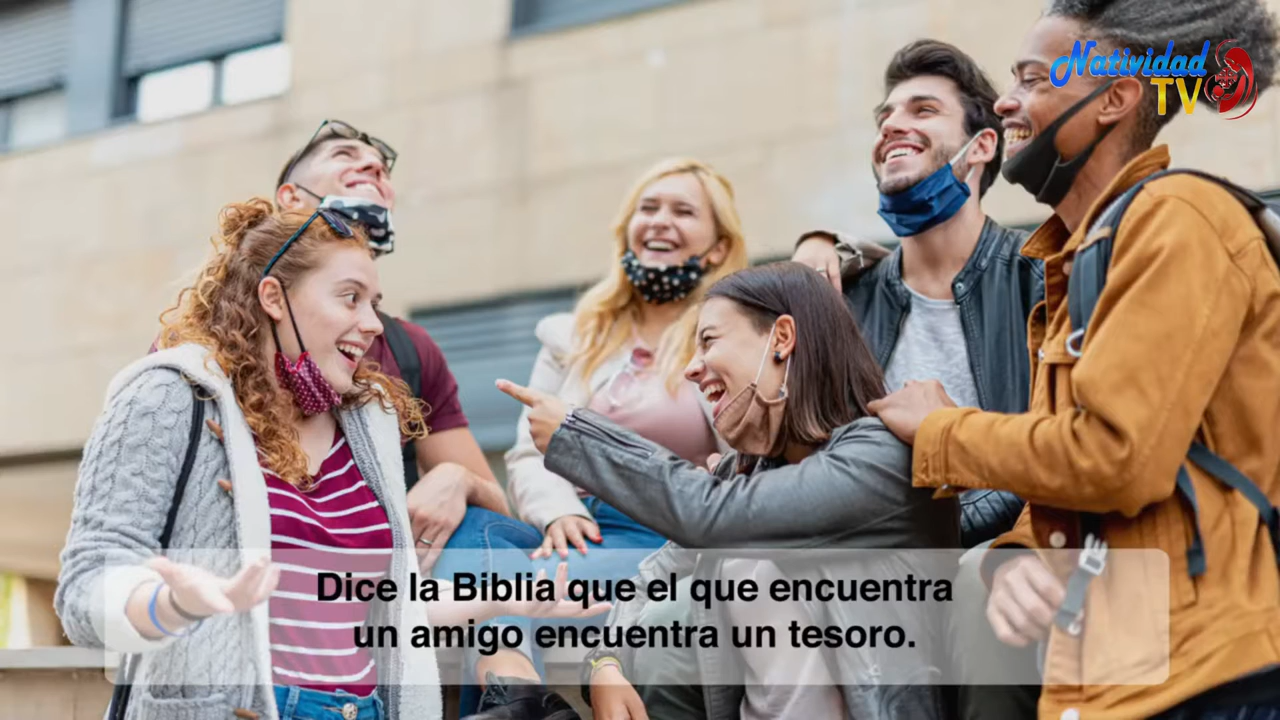 Natividad
TV
Dice la Biblia que el que encuentra
un amigo encuentra un tesoro.